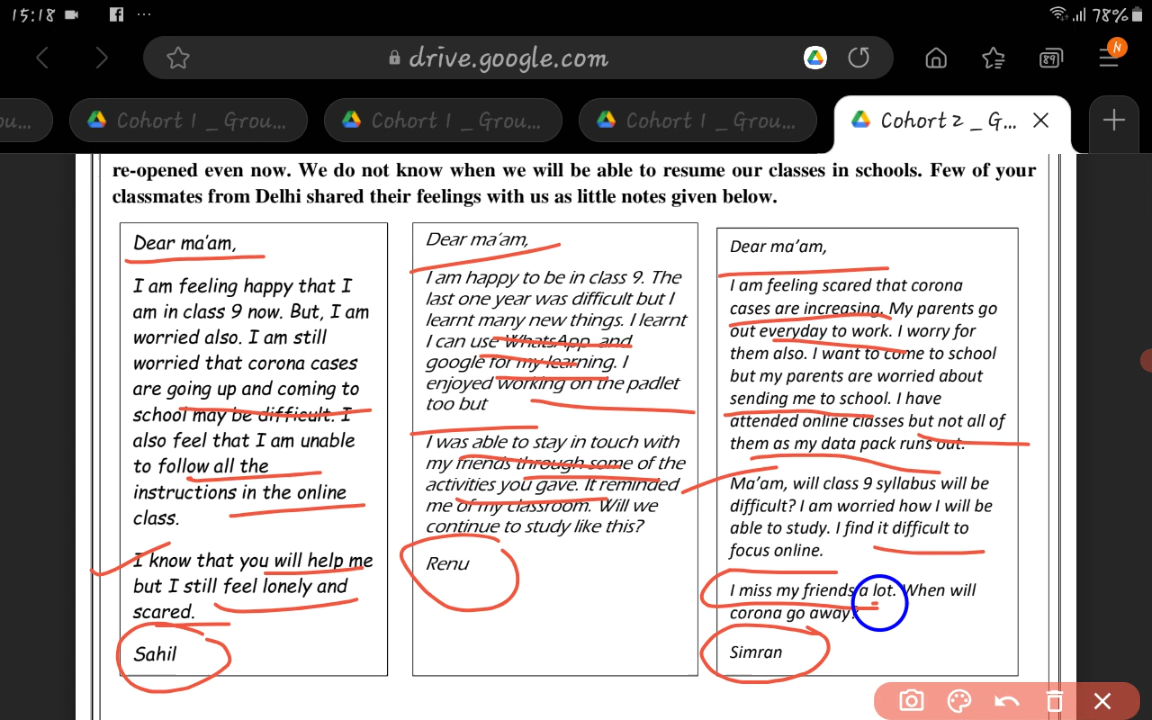 15:18
78%
drive.google.com
89
N
ou...
Cohort 1 _ Grou...
Cohort 1 _ Grou...
Cohort 1 _ Grou...
Cohort 2 _ G...
re-opened even now. We do not know when we will be able to resume our classes in schools. Few of your
classmates from Delhi shared their feelings with us as little notes given below.
Dear ma'am,
I am feeling happy that I
am in class 9 now. But, I am
worried also. I am still
worried that corona cases
are going up and coming to
school may be difficult. I
also feel that I am unable
to follow all the
instructions in the online
class.
I know that you will help me
but I still feel lonely and
scared.
Sahil
Dear ma'am,
I am happy to be in class 9. The
last one year was difficult but I
learnt many new things. I learnt
I can use WhatsApp and
google for my learning. I
enjoyed working on the padlet
too but
I was able to stay in touch with
my friends through some of the
activities you gave. It reminded
me of my classroom. Will we
continue to study like this?
Renu
Dear ma'am,
I am feeling scared that corona
cases are increasing. My parents go
out everyday to work. I worry for
them also. I want to come to school
but my parents are worried about
sending me to school. I have
attended online classes but not all of
them as my data pack runs out.
Ma'am, will class 9 syllabus will be
difficult? I am worried how I will be
able to study. I find it difficult to
focus online.
I miss my friends a lot. When will
corona go away?
Simran